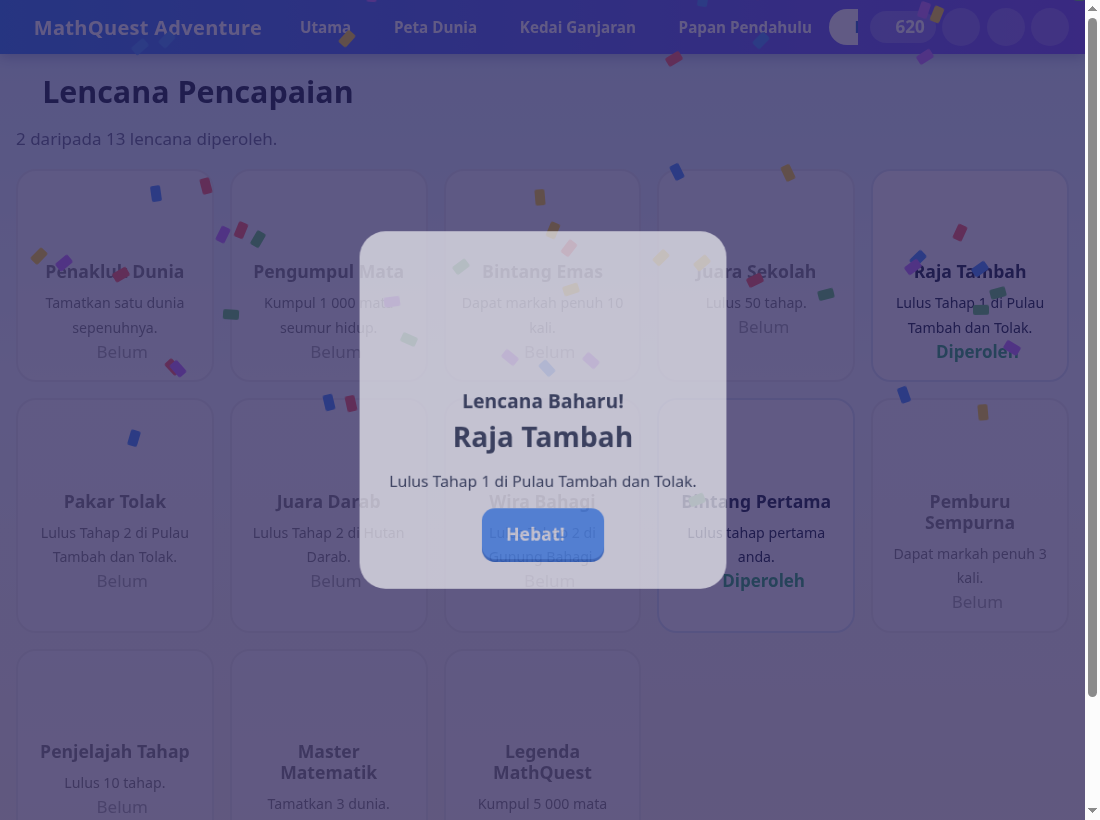 MathQuest Adventure
Utama
Peta Dunia
Kedai Ganjaran
Papan Pendahulu
620
Lencana Pencapaian
2 daripada 13 lencana diperoleh.
Penakluk Dunia
Tamatkan satu dunia
sepenuhnya.
Belum
Pengumpul Mata
Kumpul 1 000 mata
seumur hidup.
Belum
Bintang Emas
Dapat markah penuh 10
kali.
Belum
Juara Sekolah
Lulus 50 tahap.
Belum
Raja Tambah
Lulus Tahap 1 di Pulau
Tambah dan Tolak.
Diperoleh
Lencana Baharu!
Raja Tambah
Lulus Tahap 1 di Pulau Tambah dan Tolak.
Hebat!
Pakar Tolak
Lulus Tahap 2 di Pulau
Tambah dan Tolak.
Belum
Juara Darab
Lulus Tahap 2 di Hutan
Darab.
Belum
Wira Bahagi
Lulus Tahap 2 di
Gunung Bahagi.
Belum
Bintang Pertama
Lulus tahap pertama
anda.
Diperoleh
Pemburu
Sempurna
Dapat markah penuh 3
kali.
Belum
Penjelajah Tahap
Lulus 10 tahap.
Belum
Master
Matematik
Tamatkan 3 dunia.
Legenda
MathQuest
Kumpul 5 000 mata